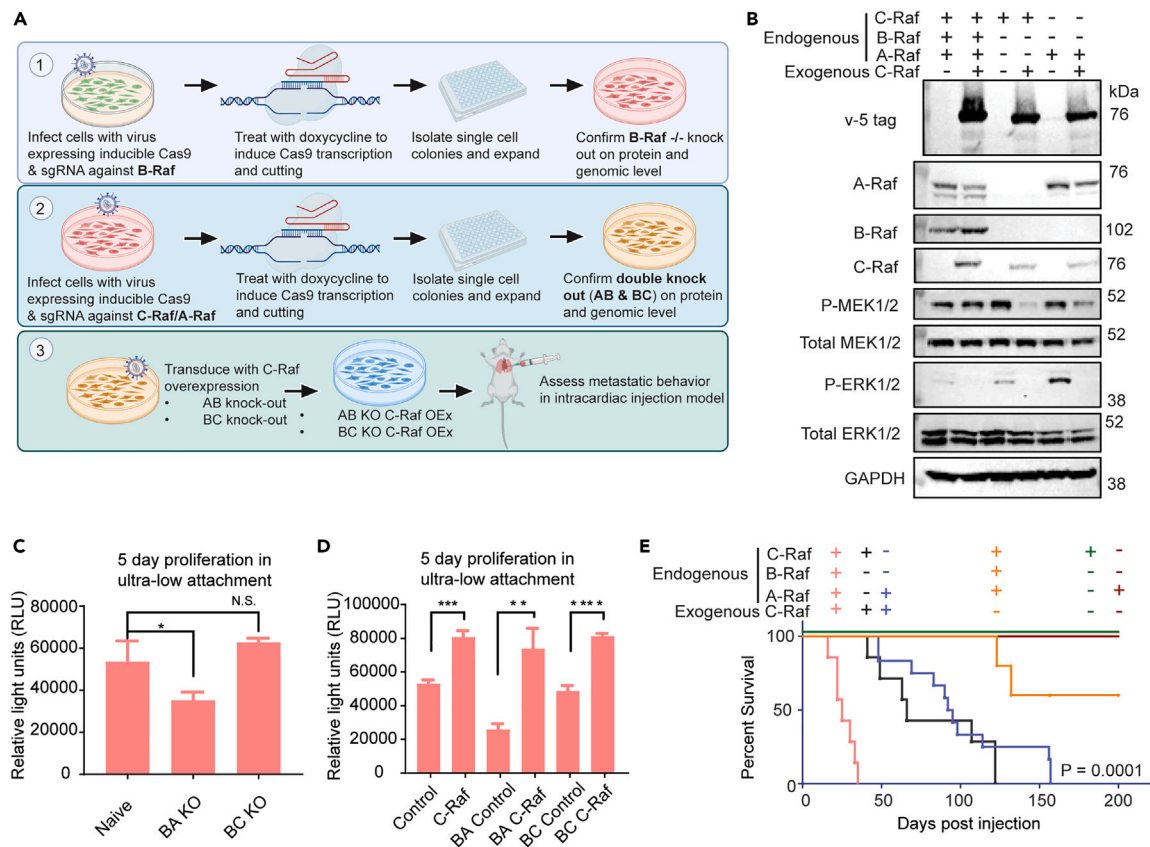 A
1
Infect cells with virus
expressing inducible Cas9
& sgRNA against B-Raf
Treat with doxycycline to
induce Cas9 transcription
and cutting
Isolate single cell
colonies and expand
Confirm B-Raf -/- knock
out on protein and
genomic level
2
Infect cells with virus
expressing inducible Cas9
& sgRNA against C-Raf/A-Raf
Treat with doxycycline to
induce Cas9 transcription
and cutting
Isolate single cell
colonies and expand
Confirm double knock
out (AB & BC) on protein
and genomic level
3
Transduce with C-Raf
overexpression
• AB knock-out
• BC knock-out
• AB KO C-Raf OEx
• BC KO C-Raf OEx
Assess metastatic behavior
in intracardiac injection model
B
Endogenous
C-Raf + + + + - -
B-Raf + + - - - -
A-Raf + + - - + +
Exogenous C-Raf - + - + - +
kDa
v-5 tag 76
A-Raf 76
B-Raf 102
C-Raf 76
P-MEK1/2 52
Total MEK1/2 52
P-ERK1/2 38
Total ERK1/2 52
GAPDH 38
C
5 day proliferation in
ultra-low attachment
Relative light units (RLU)
80000
60000
40000
20000
0
N.S.
*
Naive
BA KO
BC KO
D
5 day proliferation in
ultra-low attachment
Relative light units (RLU)
100000
80000
60000
40000
20000
0
*** ** ****
Control
C-Raf
BA Control
BA C-Raf
BC Control
BC C-Raf
E
Endogenous
C-Raf + + - + + -
B-Raf + - - + - -
A-Raf + - + + - +
Exogenous C-Raf + + + - - -
Percent Survival
100
50
0
P = 0.0001
0 50 100 150 200
Days post injection